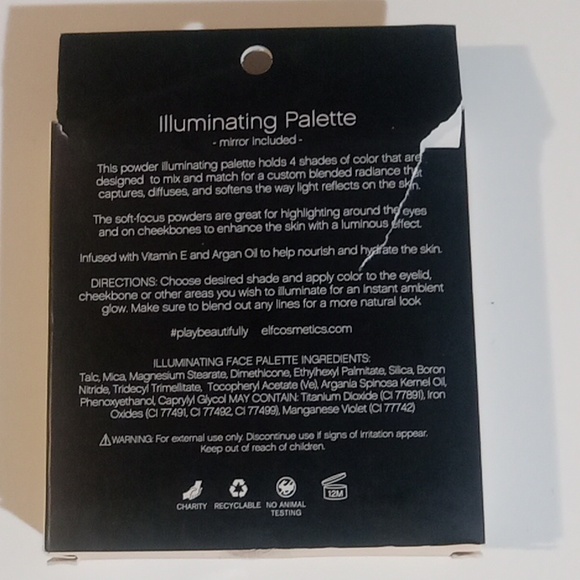 Illuminating Palette
- mirror included -
This powder illuminating palette holds 4 shades of color that are
designed to mix and match for a custom blended radiance that
captures, diffuses, and softens the way light reflects on the skin.
The soft-focus powders are great for highlighting around the eyes
and on cheekbones to enhance the skin with a luminous effect.
Infused with Vitamin E and Argan Oil to help nourish and hydrate the skin.
DIRECTIONS: Choose desired shade and apply color to the eyelid,
cheekbone or other areas you wish to illuminate for an instant ambient
glow. Make sure to blend out any lines for a more natural look
#playbeautifully elfcosmetics.com
ILLUMINATING FACE PALETTE INGREDIENTS:
Talc, Mica, Magnesium Stearate, Dimethicone, Ethylhexyl Palmitate, Silica, Boron
Nitride, Tridecyl Trimellitate, Tocopheryl Acetate (Ve), Argania Spinosa Kernel Oil,
Phenoxyethanol, Caprylyl Glycol MAY CONTAIN: Titanium Dioxide (CI 77891), Iron
Oxides (CI 77491, CI 77492, CI 77499), Manganese Violet (CI 77742)
WARNING: For external use only. Discontinue use if signs of irritation appear.
Keep out of reach of children.
CHARITY RECYCLABLE NO ANIMAL TESTING 12M